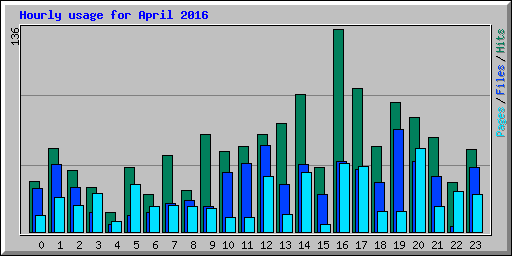 Hourly usage for April 2016
136
Pages/Files/Hits
0 1 2 3 4 5 6 7 8 9 10 11 12 13 14 15 16 17 18 19 20 21 22 23